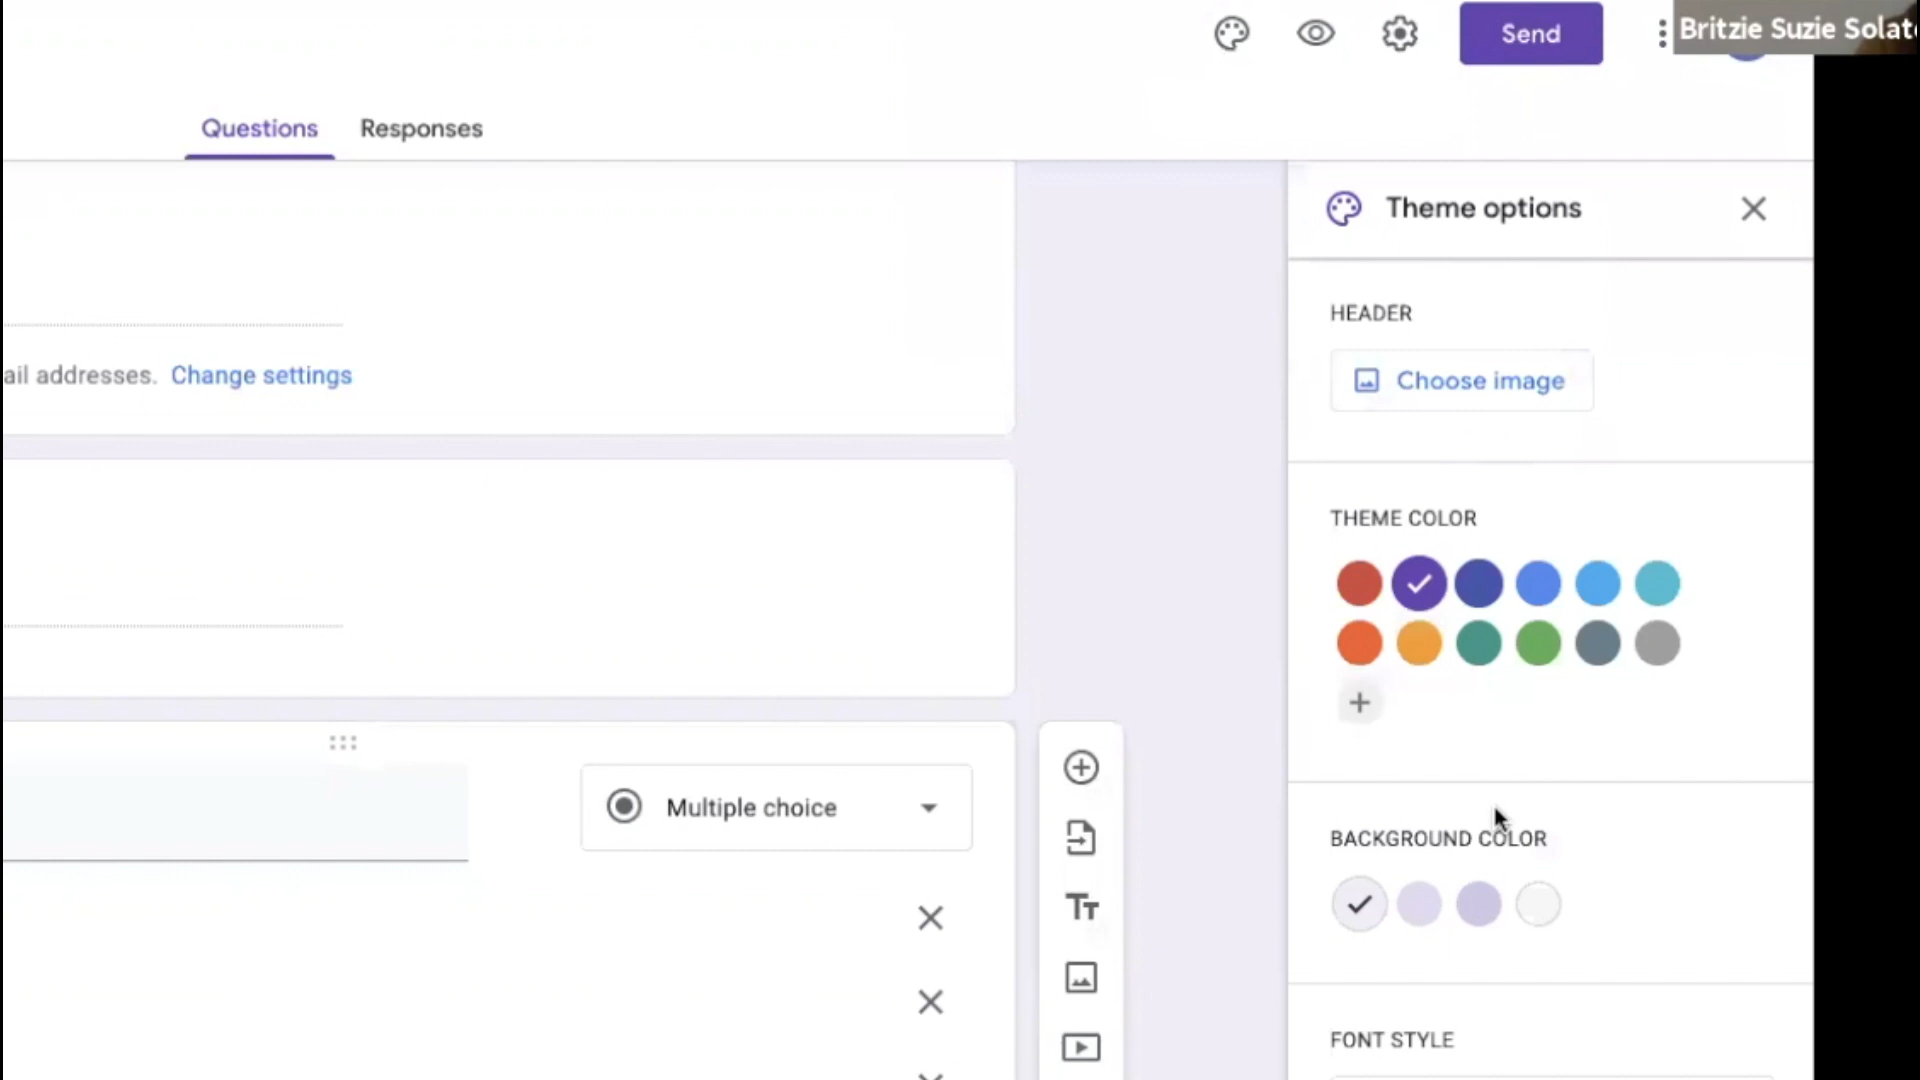 Send
Britzie Suzie Solat
Questions
Responses
Theme options
HEADER
ail addresses. Change settings
Choose image
THEME COLOR
Multiple choice
BACKGROUND COLOR
Tт
FONT STYLE